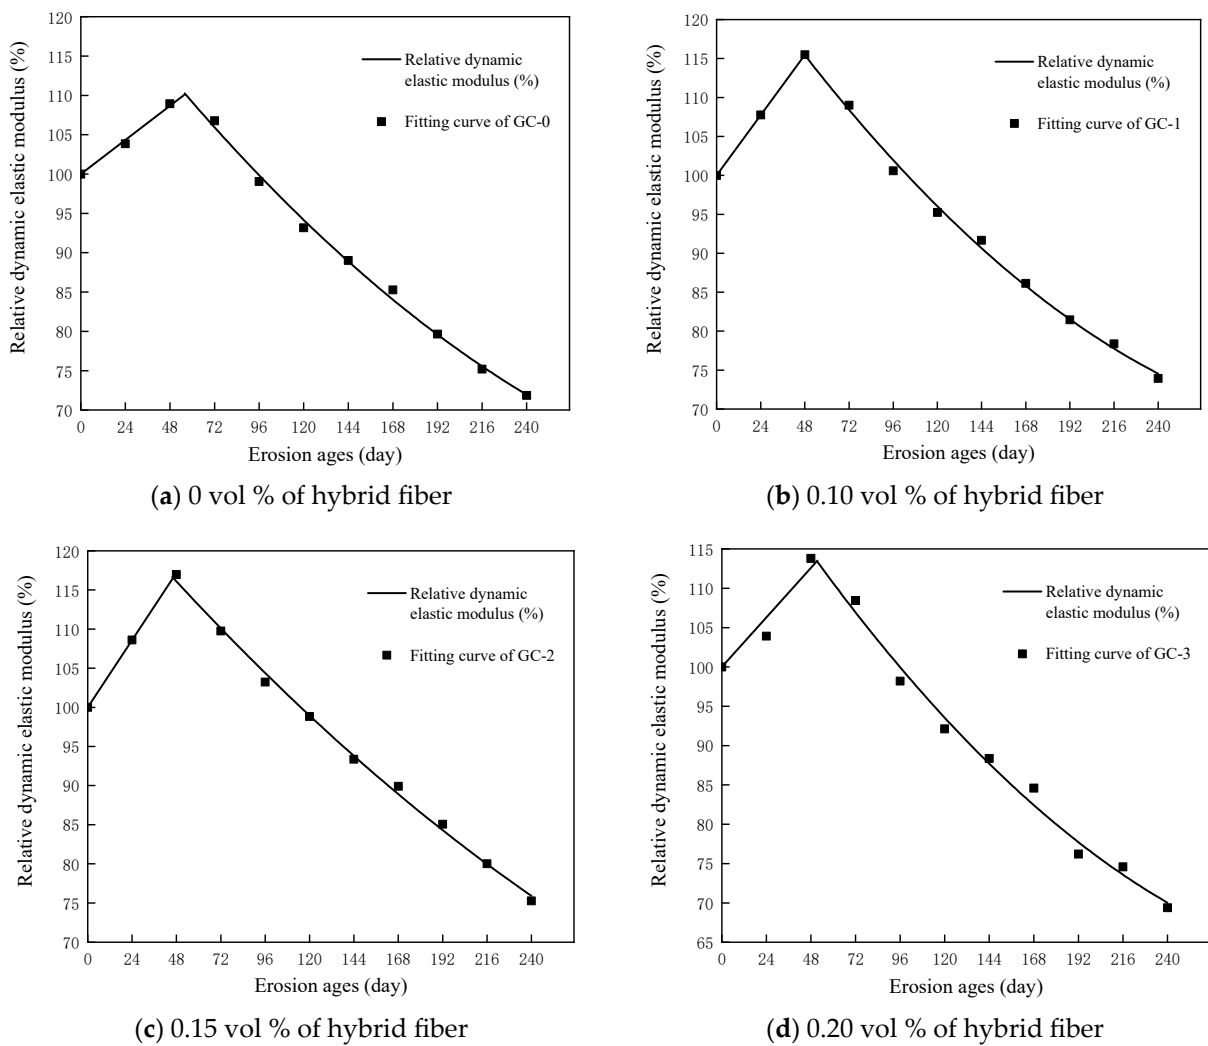 120
115
110
105
100
95
90
85
80
75
70
Relative dynamic elastic modulus (%)
Relative dynamic
elastic modulus (%)
Fitting curve of GC-0
0 24 48 72 96 120 144 168 192 216 240
Erosion ages (day)
(a) 0 vol % of hybrid fiber
120
115
110
105
100
95
90
85
80
75
70
Relative dynamic elastic modulus (%)
Relative dynamic
elastic modulus (%)
Fitting curve of GC-1
0 24 48 72 96 120 144 168 192 216 240
Erosion ages (day)
(b) 0.10 vol % of hybrid fiber
120
115
110
105
100
95
90
85
80
75
70
Relative dynamic elastic modulus (%)
Relative dynamic
elastic modulus (%)
Fitting curve of GC-2
0 24 48 72 96 120 144 168 192 216 240
Erosion ages (day)
(c) 0.15 vol % of hybrid fiber
115
110
105
100
95
90
85
80
75
70
65
Relative dynamic elastic modulus (%)
Relative dynamic
elastic modulus (%)
Fitting curve of GC-3
0 24 48 72 96 120 144 168 192 216 240
Erosion ages (day)
(d) 0.20 vol % of hybrid fiber